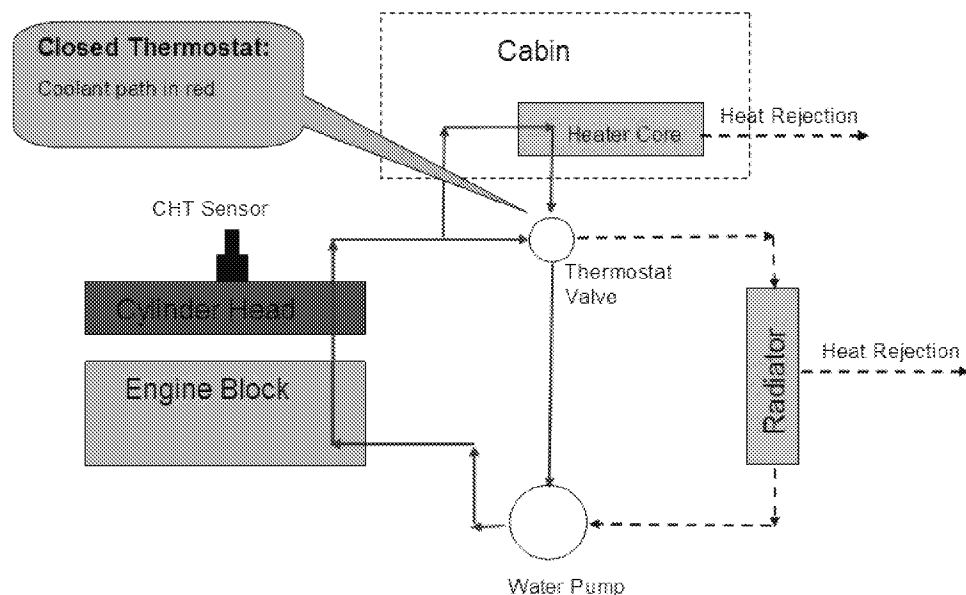 Closed Thermostat:
Coolant path in red
Cabin
Heater Core
Heat Rejection
CHT Sensor
Thermostat
Valve
Cylinder Head
Engine Block
Radiator
Heat Rejection
Water Pump